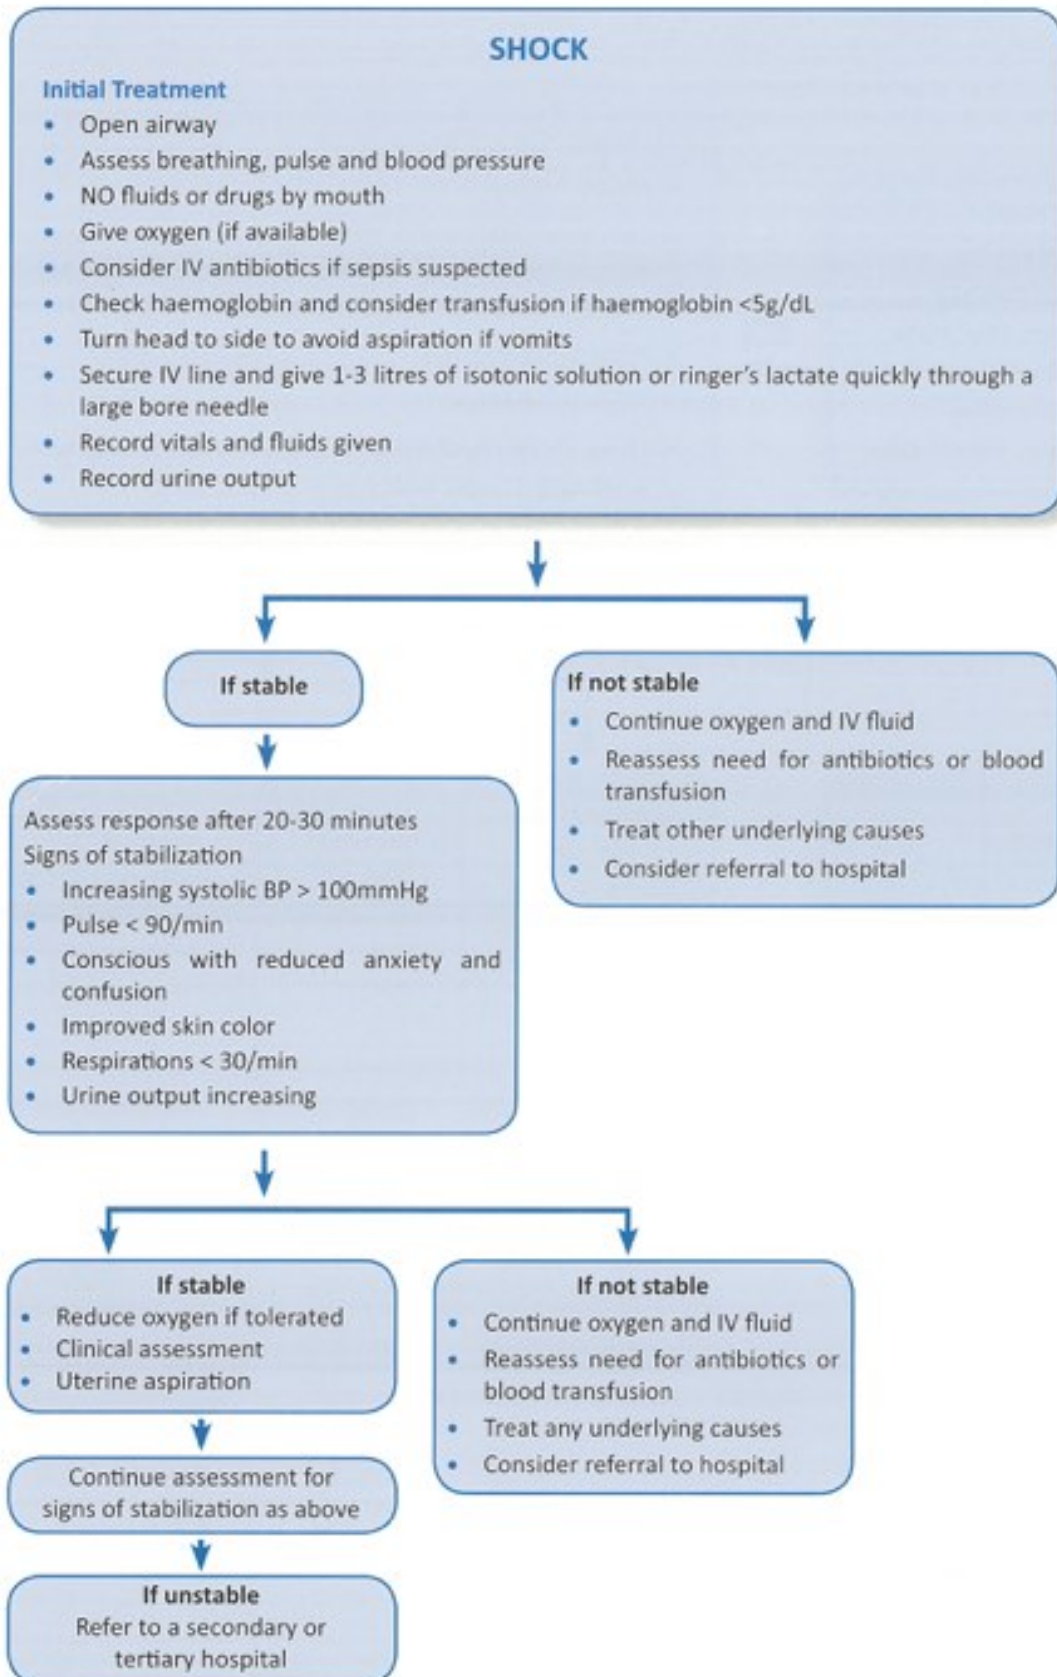 SHOCK
Initial Treatment
• Open airway
• Assess breathing, pulse and blood pressure
• NO fluids or drugs by mouth
• Give oxygen (if available)
• Consider IV antibiotics if sepsis suspected
• Check haemoglobin and consider transfusion if haemoglobin <5g/dL
• Turn head to side to avoid aspiration if vomits
• Secure IV line and give 1-3 litres of isotonic solution or ringer's lactate quickly through a
large bore needle
• Record vitals and fluids given
• Record urine output
If stable
If not stable
• Continue oxygen and IV fluid
• Reassess need for antibiotics or blood
transfusion
• Treat other underlying causes
• Consider referral to hospital
Assess response after 20-30 minutes
Signs of stabilization
• Increasing systolic BP > 100mmHg
• Pulse < 90/min
• Conscious with reduced anxiety and
confusion
• Improved skin color
• Respirations < 30/min
• Urine output increasing
If stable
• Reduce oxygen if tolerated
• Clinical assessment
• Uterine aspiration
If not stable
• Continue oxygen and IV fluid
• Reassess need for antibiotics or
blood transfusion
• Treat any underlying causes
• Consider referral to hospital
Continue assessment for
signs of stabilization as above
If unstable
Refer to a secondary or
tertiary hospital